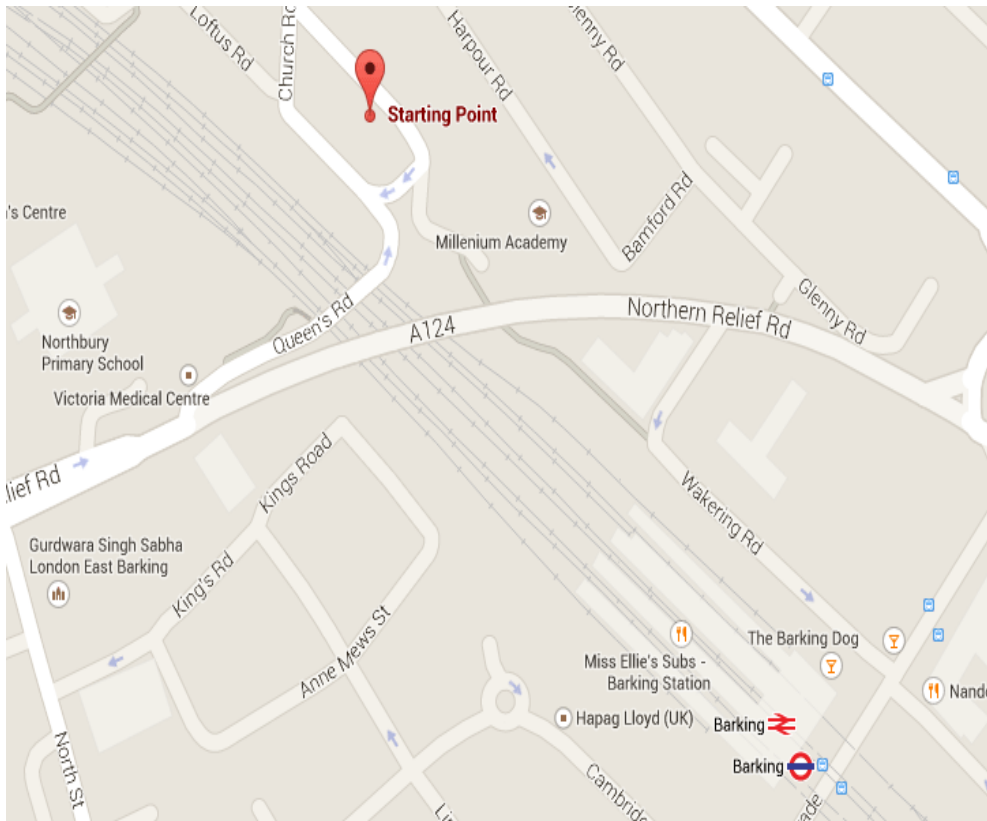 Loftus Rd
Church Rd
Harpour Rd
Glenny Rd
Starting Point
n's Centre
Millenium Academy
Bamford Rd
Glenny Rd
Northbury
Primary School
Queen's Rd
A124
Northern Relief Rd
Victoria Medical Centre
lief Rd
Kings Road
Wakering Rd
Gurdwara Singh Sabha
London East Barking
King's Rd
Anne Mews St
The Barking Dog
Miss Ellie's Subs -
Barking Station
Nando
Hapag Lloyd (UK)
Barking
Barking
North St
Cambridg
Lin
ade